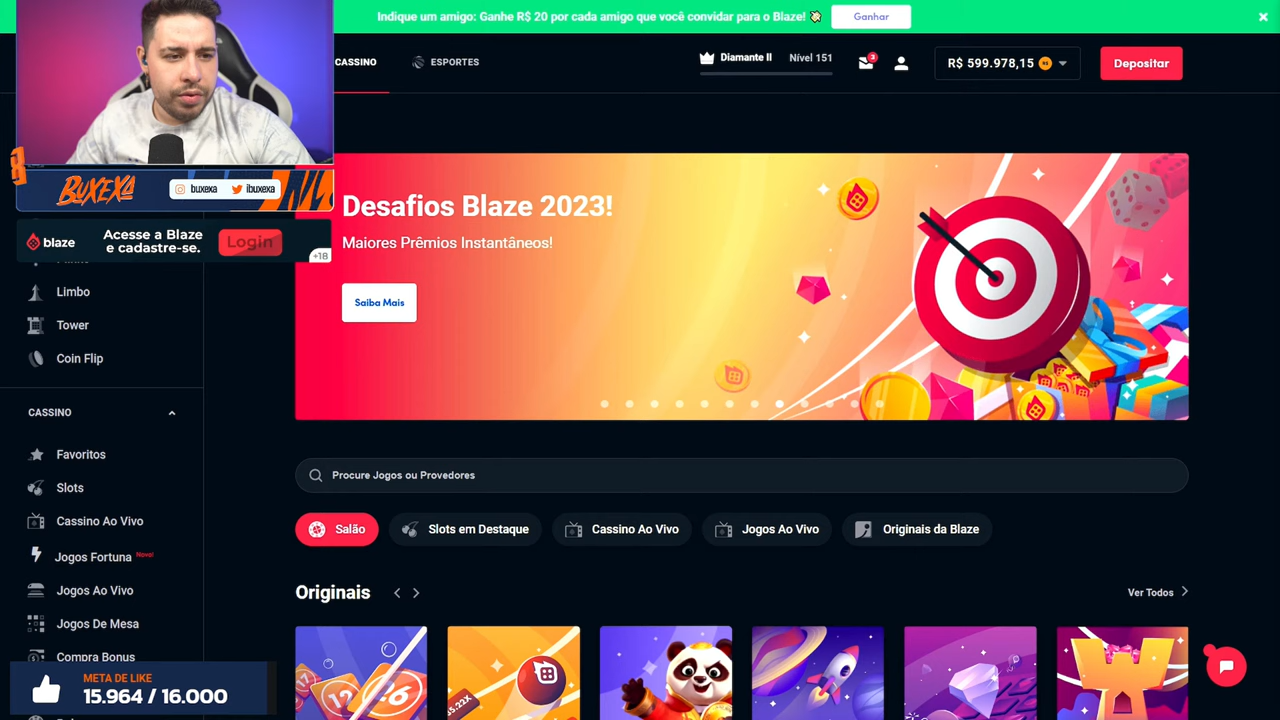 Indique um amigo: Ganhe R$ 20 por cada amigo que você convidar para o Blaze!
Ganhar
CASSINO
ESPORTES
Diamante II
Nível 151
3
R$ 599.978,15
R$
Depositar
BUXEXA
buxexa
ibuxexa
blaze
Acesse a Blaze
e cadastre-se.
Login
+18
Desafios Blaze 2023!
Maiores Prêmios Instantâneos!
Saiba Mais
Limbo
Tower
Coin Flip
CASSINO
Favoritos
Slots
Cassino Ao Vivo
Jogos Fortuna Novo!
Jogos Ao Vivo
Jogos De Mesa
Compra Bonus
META DE LIKE
15.964 / 16.000
Procure Jogos ou Provedores
Salão
Slots em Destaque
Cassino Ao Vivo
Jogos Ao Vivo
Originais da Blaze
Originais
Ver Todos
12